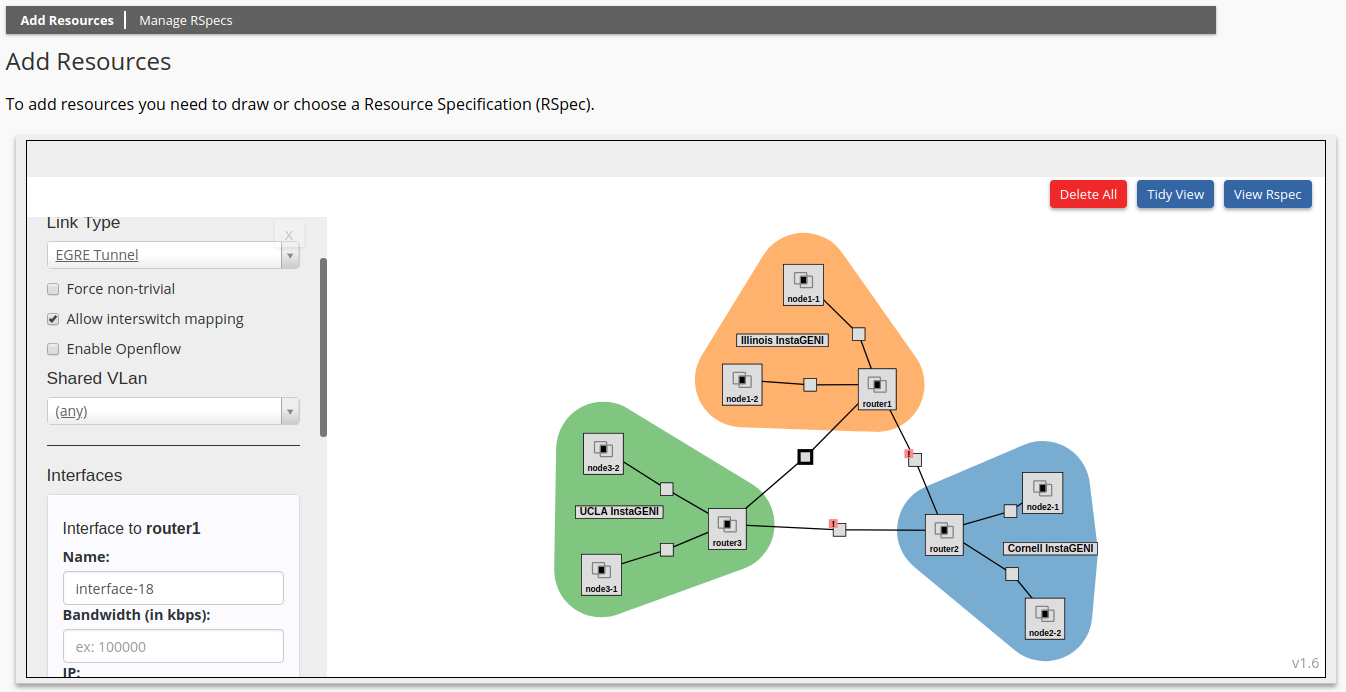 Add Resources
Manage RSpecs
Add Resources
To add resources you need to draw or choose a Resource Specification (RSpec).
Delete All
Tidy View
View Rspec
Link Type
X
EGRE Tunnel
Force non-trivial
Allow interswitch mapping
Enable Openflow
Shared VLan
(any)
Interfaces
Interface to router1
Name:
interface-18
Bandwidth (in kbps):
ex: 100000
IP:
node1-1
Illinois InstaGENI
node1-2
router1
node3-2
!
UCLA InstaGENI
node2-1
!
router3
router2
Cornell InstaGENI
node3-1
node2-2
v1.6